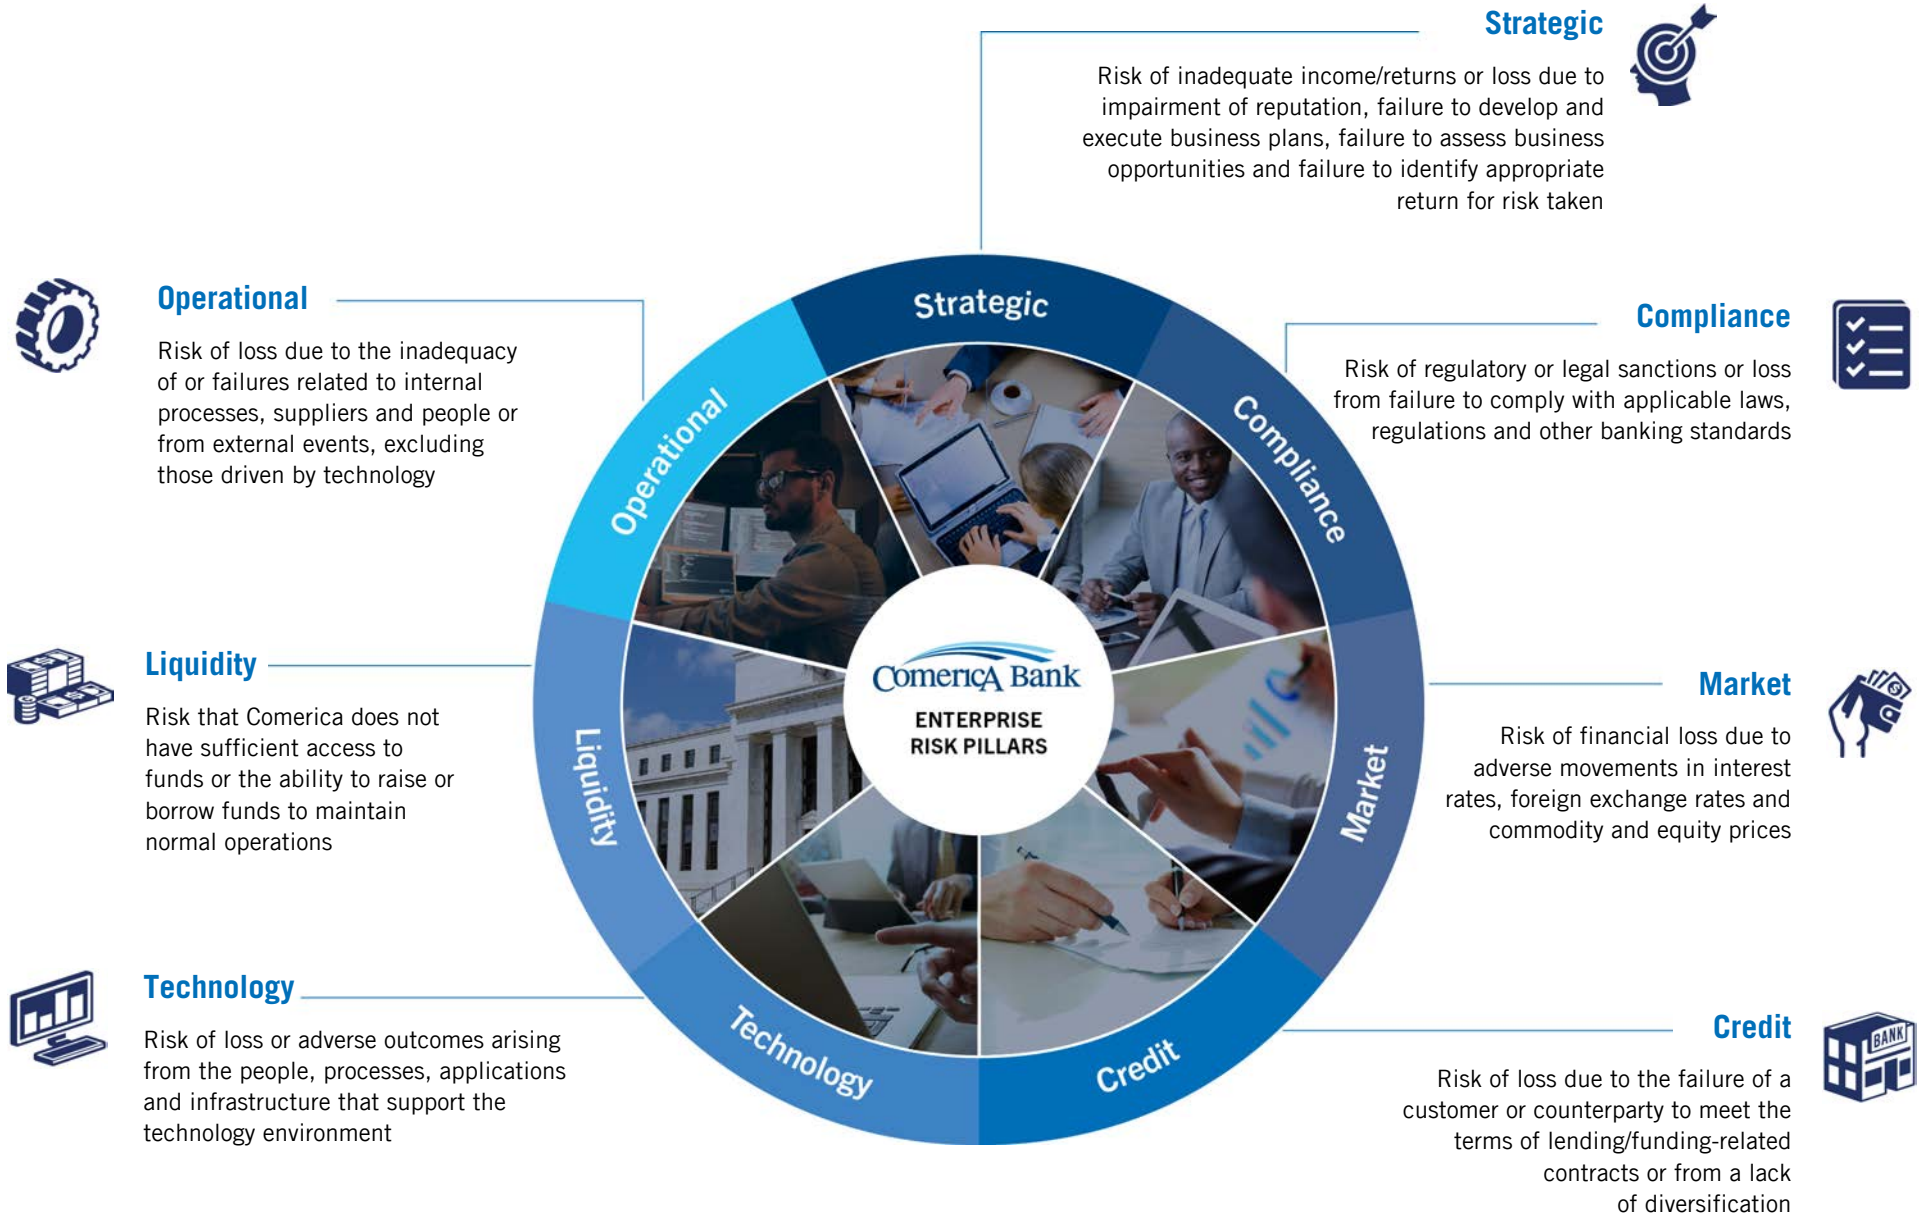 Strategic
Risk of inadequate income/returns or loss due to
impairment of reputation, failure to develop and
execute business plans, failure to assess business
opportunities and failure to identify appropriate
return for risk taken
Operational
Risk of loss due to the inadequacy
of or failures related to internal
processes, suppliers and people or
from external events, excluding
those driven by technology
Compliance
Risk of regulatory or legal sanctions or loss
from failure to comply with applicable laws,
regulations and other banking standards
Liquidity
Risk that Comerica does not
have sufficient access to
funds or the ability to raise or
borrow funds to maintain
normal operations
Market
Risk of financial loss due to
adverse movements in interest
rates, foreign exchange rates and
commodity and equity prices
Technology
Risk of loss or adverse outcomes arising
from the people, processes, applications
and infrastructure that support the
technology environment
Credit
Risk of loss due to the failure of a
customer or counterparty to meet the
terms of lending/funding-related
contracts or from a lack
of diversification
BANK
Strategic
Compliance
Market
Credit
Technology
Liquidity
Operational
ComericA Bank
ENTERPRISE
RISK PILLARS